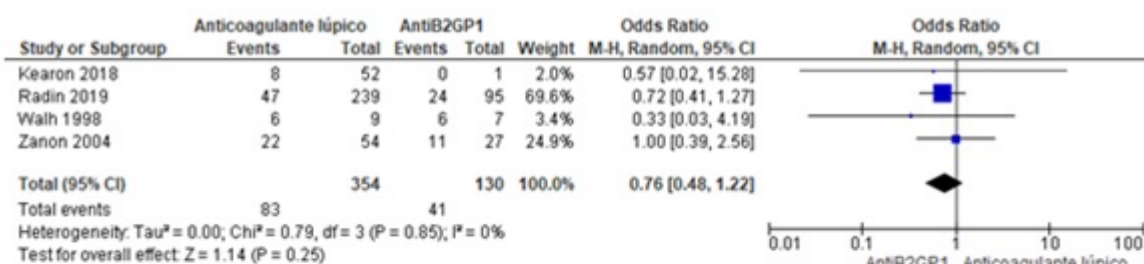 Anticoagulante lúpico AntiB2GP1 Odds Ratio Odds Ratio
Study or Subgroup Events Total Events Total Weight M-H, Random, 95% CI M-H, Random, 95% CI
Kearon 2018 8 52 0 1 2.0% 0.57 [0.02, 15.28]
Radin 2019 47 239 24 95 69.6% 0.72 [0.41, 1.27]
Walh 1998 6 9 6 7 3.4% 0.33 [0.03, 4.19]
Zanon 2004 22 54 11 27 24.9% 1.00 [0.39, 2.56]
Total (95% CI) 354 130 100.0% 0.76 [0.48, 1.22]
Total events 83 41
Heterogeneity: Tau² = 0.00; Chi² = 0.79, df = 3 (P = 0.85); I² = 0%
Test for overall effect: Z = 1.14 (P = 0.25)
0.01 0.1 1 10 100
AntiB2GP1 Anticoagulante lúpico